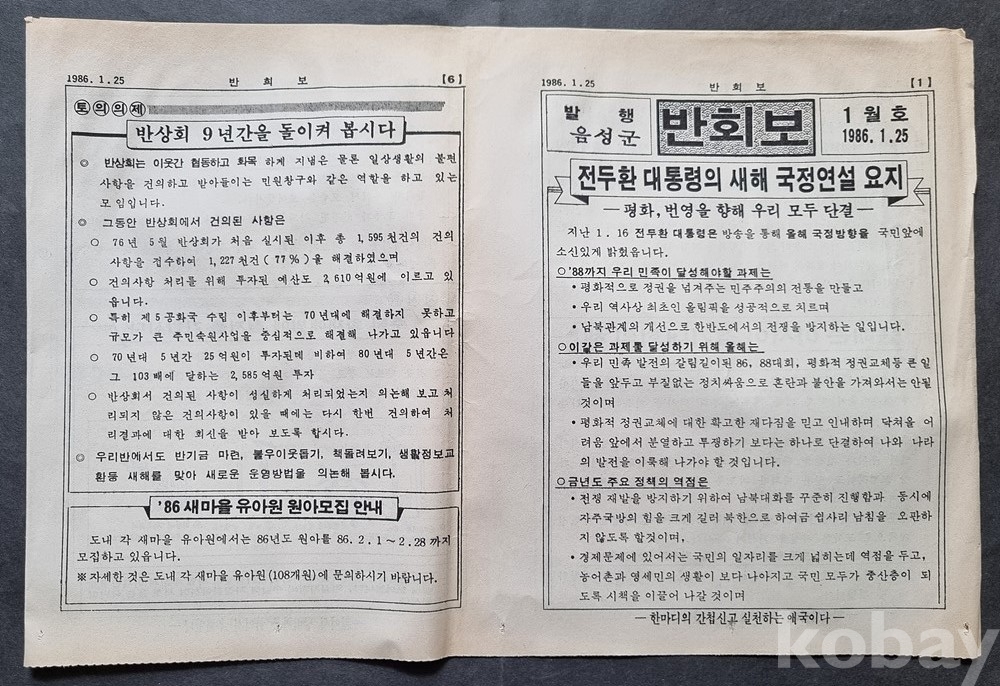 1986. 1. 25 반 회 보 【6】
토의의제
반상회 9년간을 돌이켜 봅시다
◎ 반상회는 이웃간 협동하고 화목 하게 지냄은 물론 일상생활의 불편
사항을 건의하고 받아들이는 민원창구와 같은 역할을 하고 있는
모임입니다.
◎ 그동안 반상회에서 건의된 사항은
○ 76년 5월 반상회가 처음 실시된 이후 총 1,595천건의 건의
사항을 접수하여 1,227천건(77%)을 해결하였으며
○ 건의사항 처리를 위해 투자된 예산도 2,610억원에 이르고 있
읍니다.
○ 특히 제5공화국 수립 이후부터는 70년대에 해결하지 못하고
규모가 큰 주민숙원사업을 중심적으로 해결해 나가고 있읍니다
○ 70년대 5년간 25억원이 투자된데 비하여 80년대 5년간은
그 103배에 달하는 2,585억원 투자
○ 반상회서 건의된 사항이 성실하게 처리되었는지 의논해 보고 처
리되지 않은 건의사항이 있을 때에는 다시 한번 건의하여 처
리결과에 대한 회신을 받아 보도록 합시다.
◎ 우리반에서도 반기금 마련, 불우이웃돕기, 책돌려보기, 생활정보교
환등 새해를 맞아 새로운 운영방법을 의논해 봅시다.
'86 새마을 유아원 원아모집 안내
도내 각 새마을 유아원에서는 86년도 원아를 86. 2. 1～2. 28까지
모집하고 있읍니다.
※자세한 것은 도내 각 새마을 유아원(108개원)에 문의하시기 바랍니다.
1986. 1. 25 반 회 보 【1】
발 행
음성군
반회보
1월호
1986. 1. 25
전두환 대통령의 새해 국정연설 요지
—평화, 번영을 향해 우리 모두 단결—
지난 1. 16 전두환 대통령은 방송을 통해 올해 국정방향을 국민앞에
소신있게 밝혔읍니다.
○'88까지 우리 민족이 달성해야할 과제는
• 평화적으로 정권을 넘겨주는 민주주의의 전통을 만들고
• 우리 역사상 최초인 올림픽을 성공적으로 치르며
• 남북관계의 개선으로 한반도에서의 전쟁을 방지하는 일입니다.
○이같은 과제를 달성하기 위해 올해는
• 우리 민족 발전의 갈림길이된 86, 88대회, 평화적 정권교체등 큰일
들을 앞두고 부질없는 정치싸움으로 혼란과 불안을 가져와서는 안될
것이며
• 평화적 정권교체에 대한 확고한 재다짐을 믿고 인내하며 닥쳐올 어
려움 앞에서 분열하고 투쟁하기 보다는 하나로 단결하여 나와 나라
의 발전을 이룩해 나가야 할 것입니다.
○금년도 주요 정책의 역점은
• 전쟁 재발을 방지하기 위하여 남북대화를 꾸준히 진행함과 동시에
자주국방의 힘을 크게 길러 북한으로 하여금 쉽사리 남침을 오판하
지 않도록 할것이며,
• 경제문제에 있어서는 국민의 일자리를 크게 넓히는데 역점을 두고,
농어촌과 영세민의 생활이 보다 나아지고 국민 모두가 중산층이 되
도록 시책을 이끌어 나갈 것이며
—한마디의 간첩신고 실천하는 애국이다—
kobay